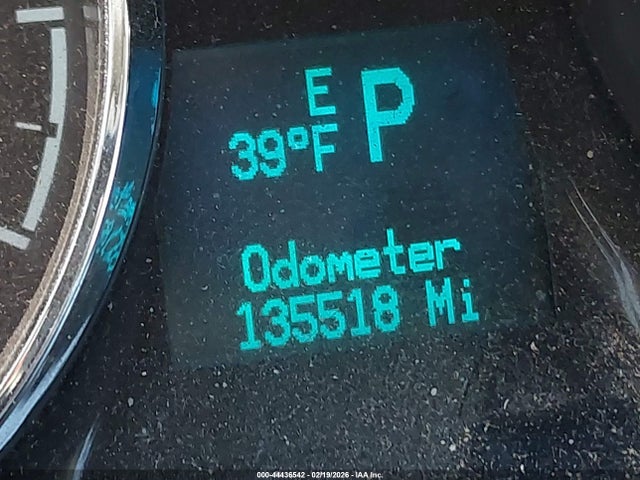 E P
39°F
Odometer
135518 Mi
000-44436542 - 02/19/2026 - IAA Inc.